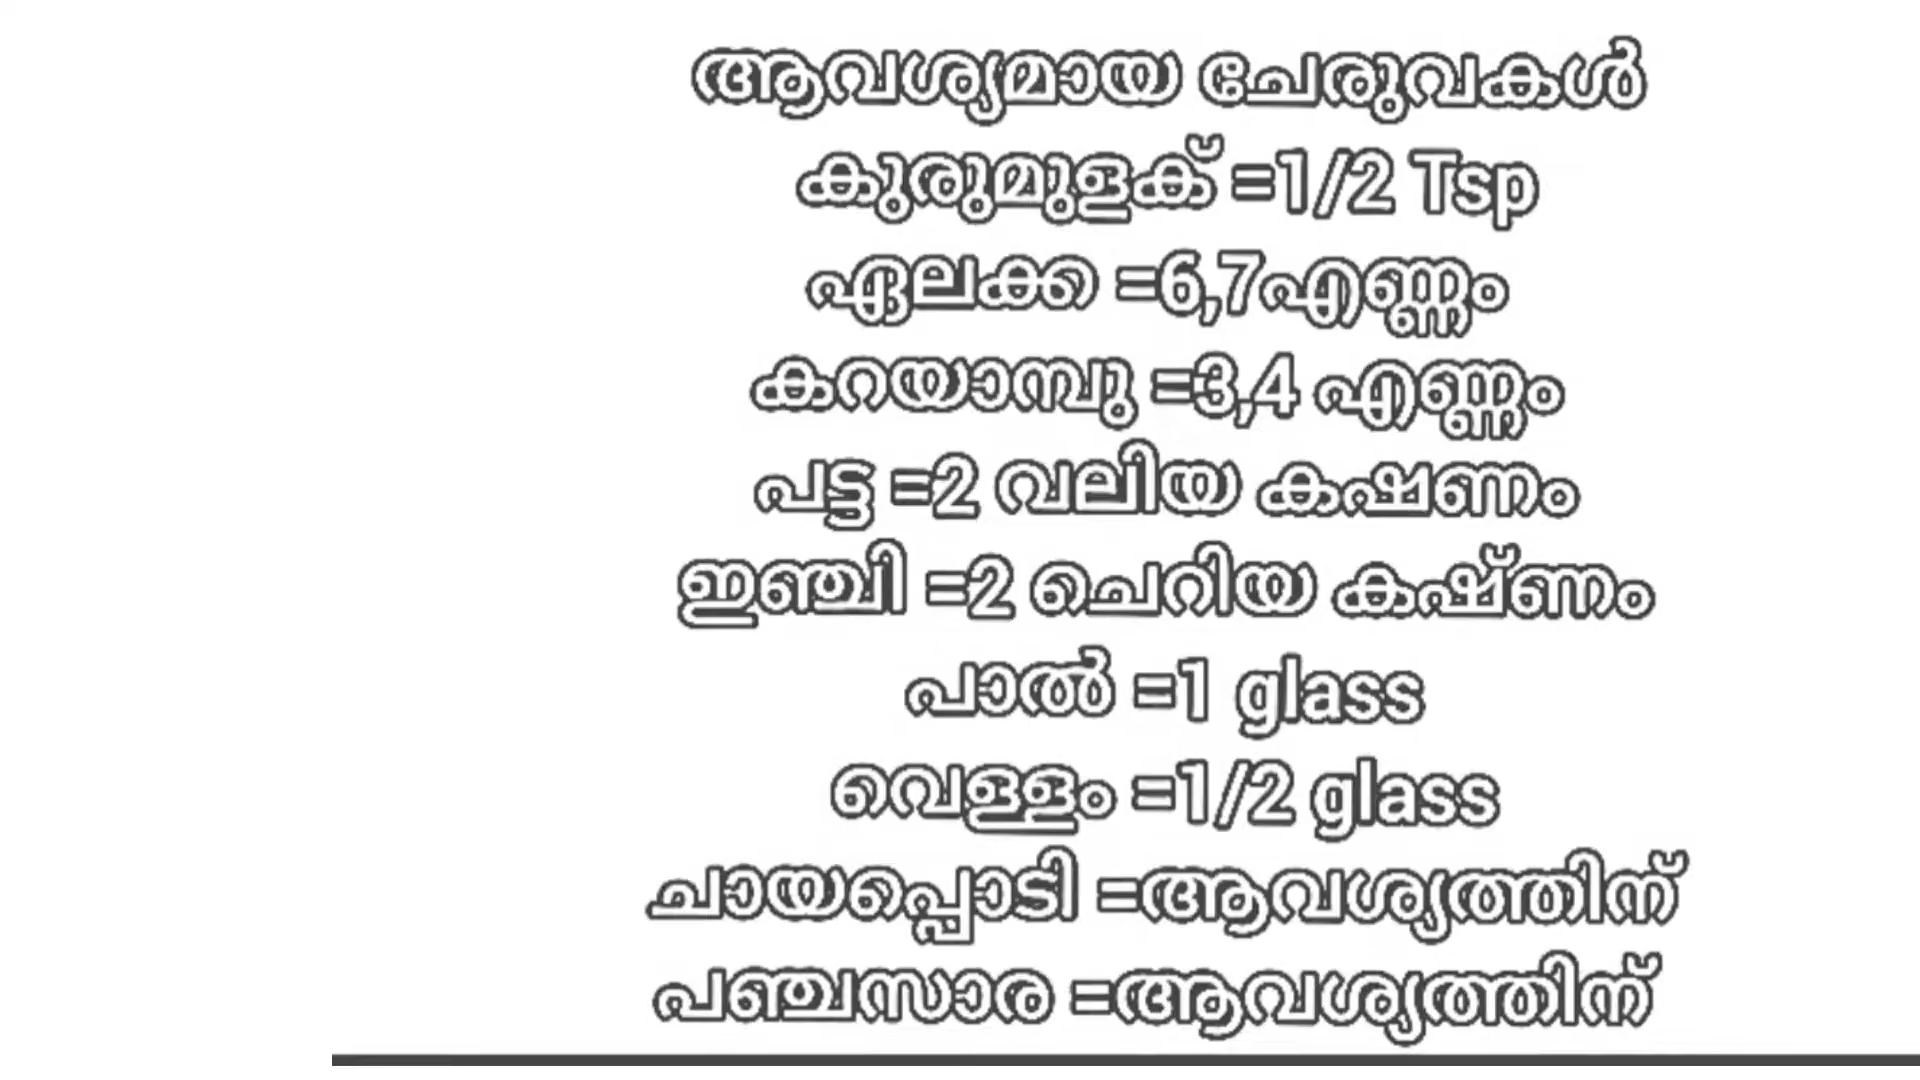 ആവശ്യമായ ചേരുവകൾ
കുരുമുളക് =1/2 Tsp
ഏലക്ക =6,7എണ്ണം
കറയാമ്പു =3,4 എണ്ണം
പട്ട =2 വലിയ കഷണം
ഇഞ്ചി =2 ചെറിയ കഷ്ണം
പാൽ =1 glass
വെള്ളം =1/2 glass
ചായപ്പൊടി =ആവശ്യത്തിന്
പഞ്ചസാര =ആവശ്യത്തിന്